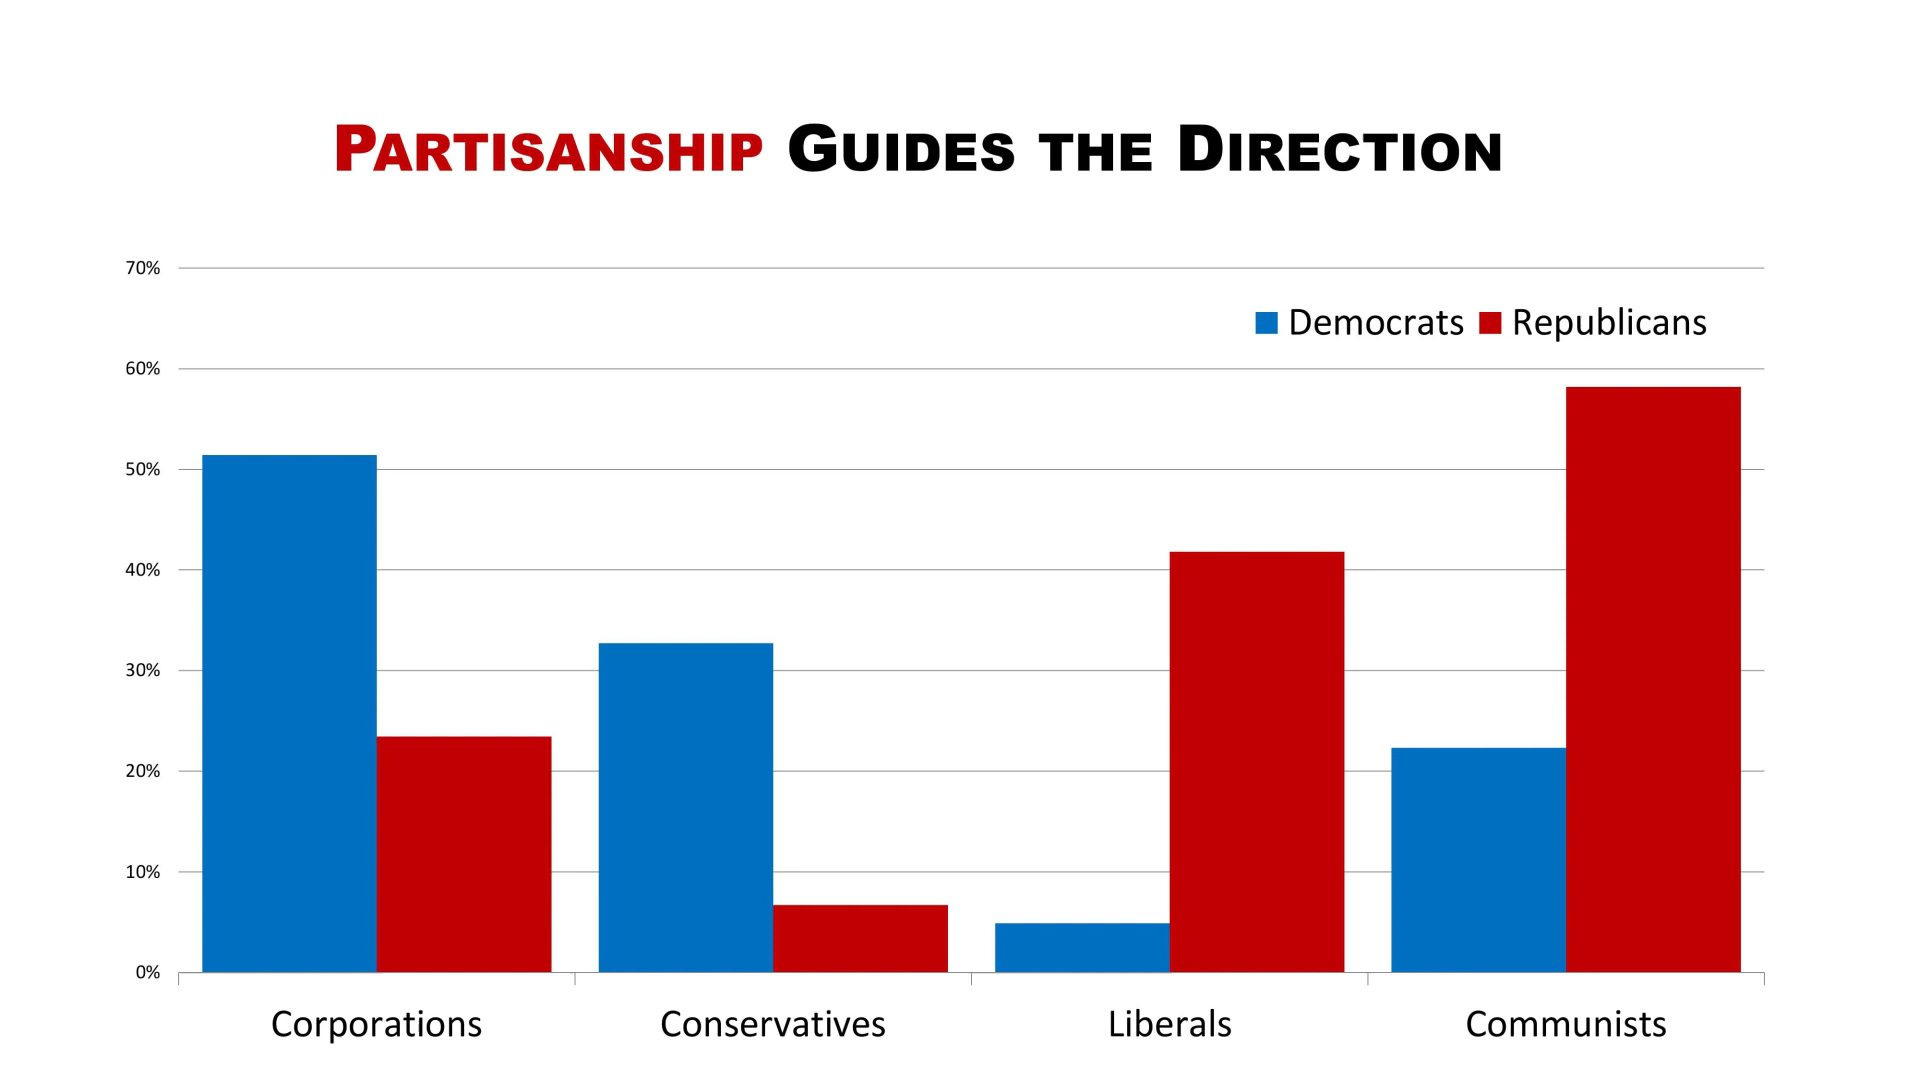 PARTISANSHIP GUIDES THE DIRECTION
70%
Democrats Republicans
60%
50%
40%
30%
20%
10%
0%
Corporations Conservatives Liberals Communists